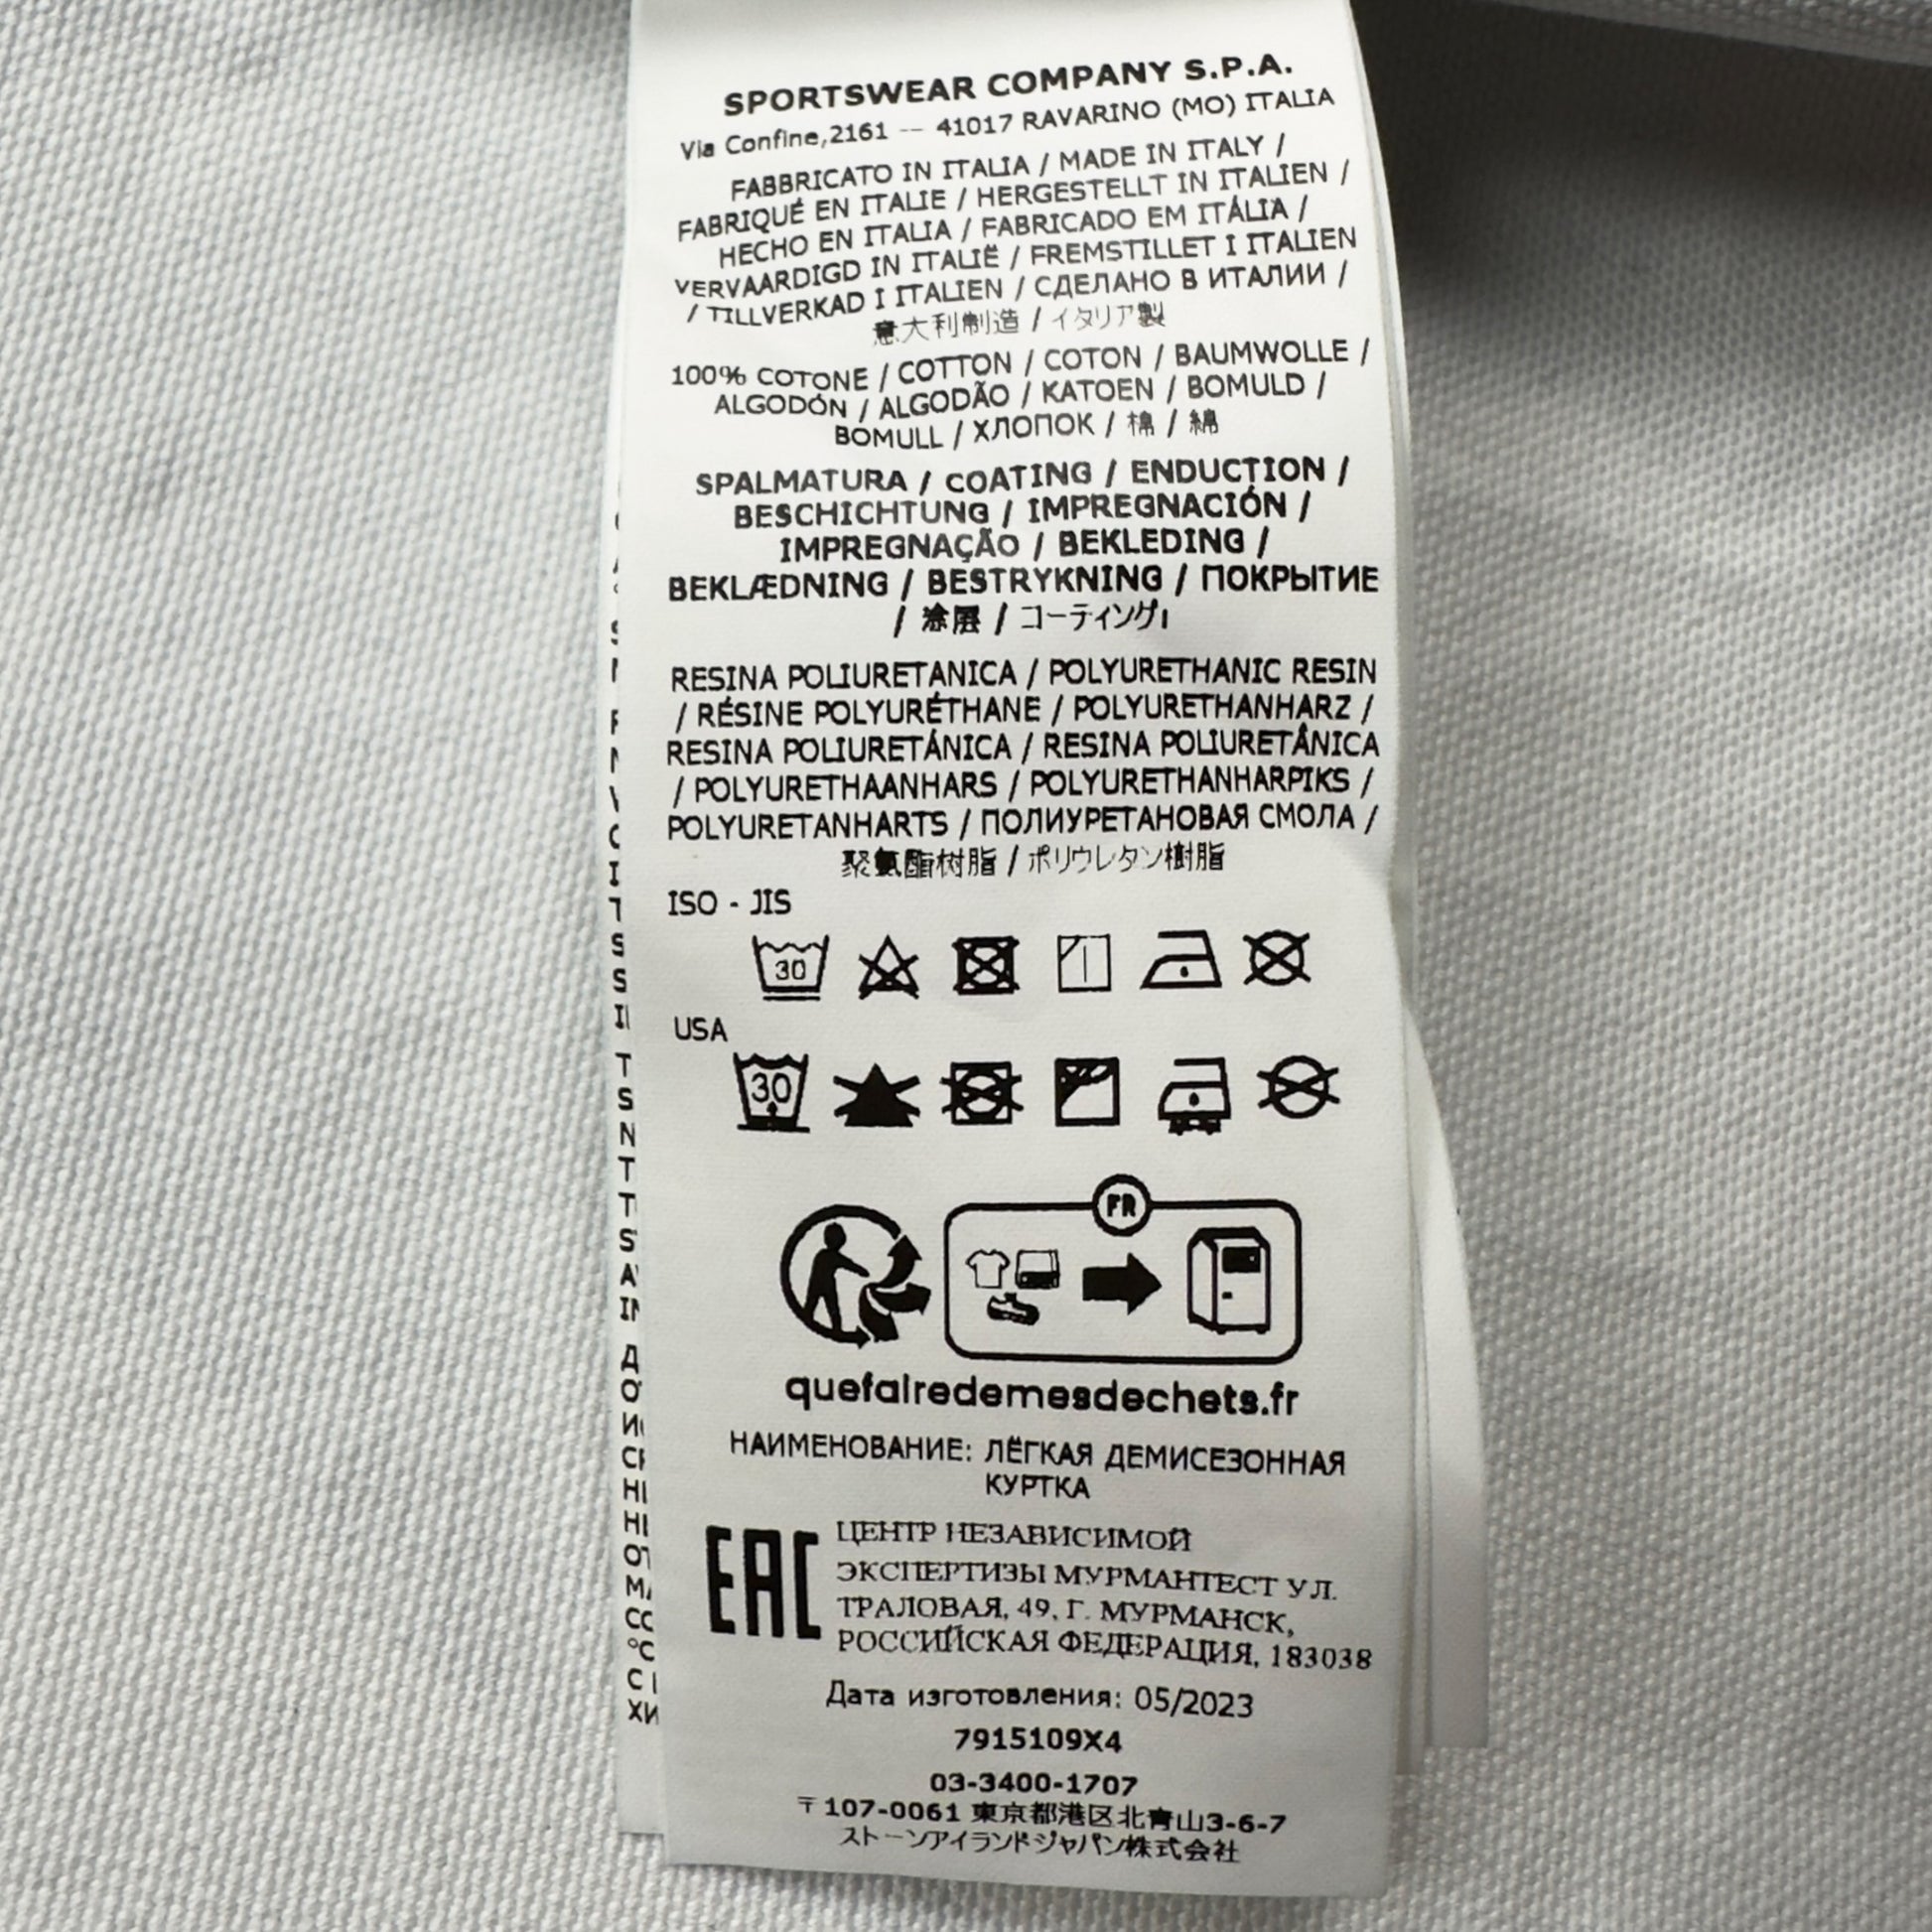 SPORTSWEAR COMPANY S.P.A.
Via Confine,2161 -- 41017 RAVARINO (MO) ITALIA
FABBRICATO IN ITALIA / MADE IN ITALY /
FABRIQUÉ EN ITALIE / HERGESTELLT IN ITALIEN /
HECHO EN ITALIA / FABRICADO EM ITÁLIA /
VERVAARDIGD IN ITALIË / FREMSTILLET I ITALIEN
/ TILLVERKAD I ITALIEN / СДЕЛАНО В ИТАЛИИ /
意大利制造 / イタリア製
100% COTONE / COTTON / COTON / BAUMWOLLE /
ALGODÓN / ALGODÃO / KATOEN / BOMULD /
BOMULL / ХЛОПОК / 棉 / 綿
SPALMATURA / COATING / ENDUCTION /
BESCHICHTUNG / IMPREGNACIÓN /
IMPREGNAÇÃO / BEKLEDING /
BEKLÆDNING / BESTRYKNING / ПОКРЫТИЕ
/ 涂层 / コーティング
RESINA POLIURETANICA / POLYURETHANIC RESIN
/ RÉSINE POLYURÉTHANE / POLYURETHANHARZ /
RESINA POLIURETÁNICA / RESINA POLIURETÂNICA
/ POLYURETHAANHARS / POLYURETHANHARPIKS /
POLYURETANHARTS / ПОЛИУРЕТАНОВАЯ СМОЛА /
聚氨酯树脂 / ポリウレタン樹脂
ISO - JIS
30
USA
30
FR
quefairedemesdechets.fr
НАИМЕНОВАНИЕ: ЛЁГКАЯ ДЕМИСЕЗОННАЯ
КУРТКА
EAC
ЦЕНТР НЕЗАВИСИМОЙ
ЭКСПЕРТИЗЫ МУРМАНТЕСТ УЛ.
ТРАЛОВАЯ, 49, Г. МУРМАНСК,
РОССИЙСКАЯ ФЕДЕРАЦИЯ, 183038
Дата изготовления: 05/2023
7915109X4
03-3400-1707
〒107-0061 東京都港区北青山3-6-7
ストーンアイランドジャパン株式会社